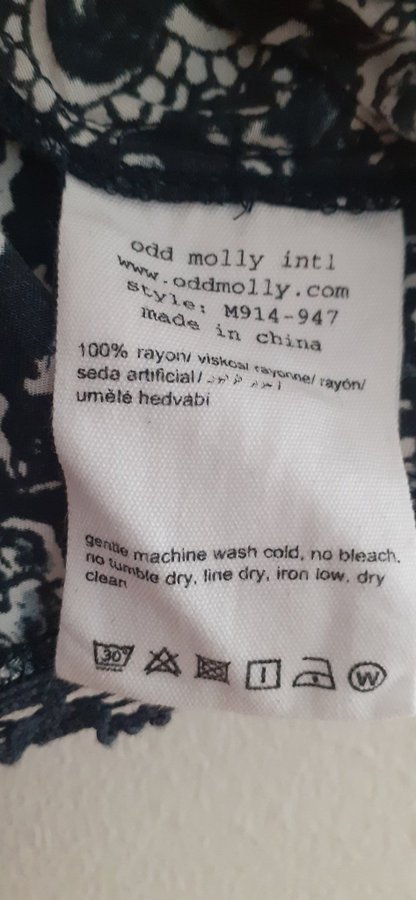 odd molly intl
www.oddmolly.com
style: M914-947
made in china
100% rayon/ viskos/ rayonne/ rayón/
seda artificial/
umělé hedvábí
gentle machine wash cold, no bleach,
no tumble dry, line dry, iron low, dry
clean
30° W